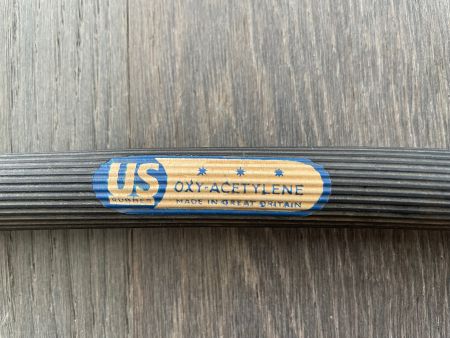 US
RUBBER
OXY-ACETYLENE
MADE IN GREAT BRITAIN